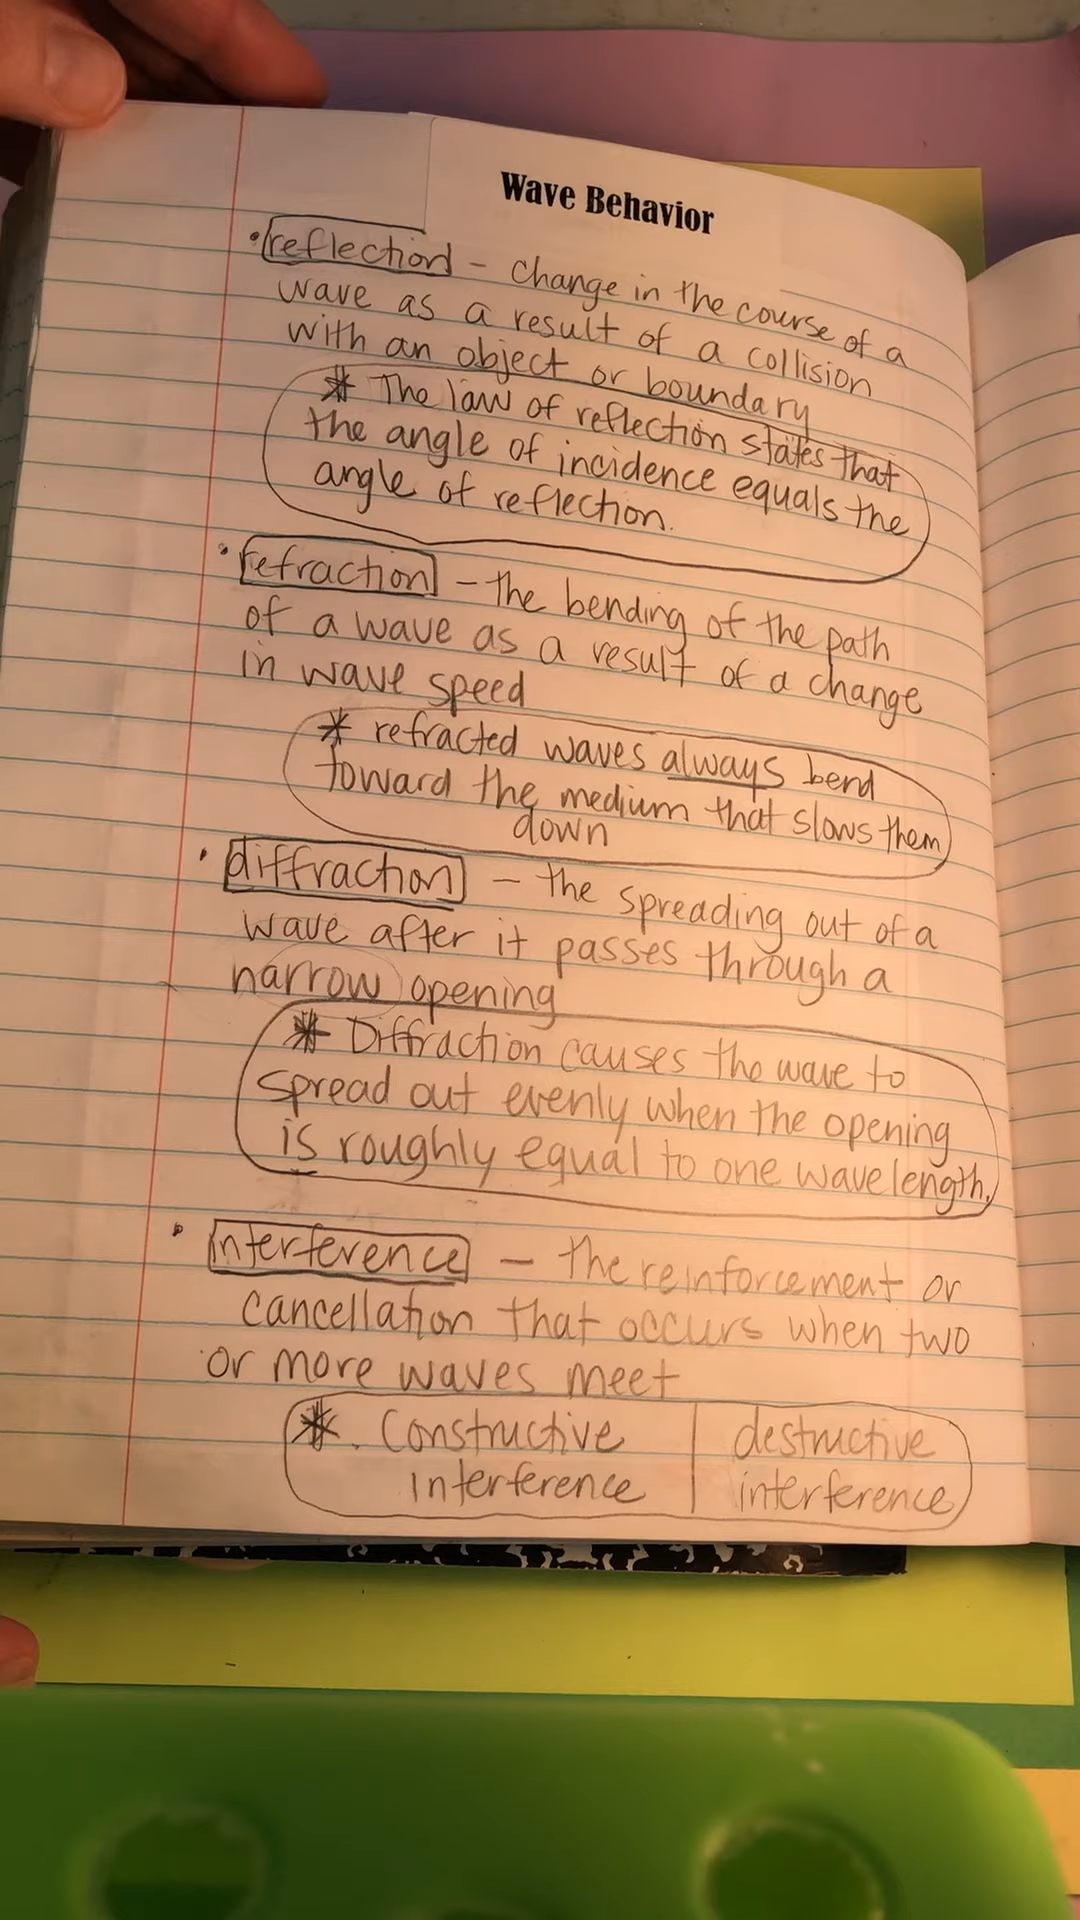 Wave Behavior
• reflection - change in the course of a
wave as a result of a collision
with an object or boundary
* The law of reflection states that
the angle of incidence equals the
angle of reflection.
• refraction - the bending of the path
of a wave as a result of a change
in wave speed
* refracted waves always bend
toward the medium that slows them
down
• diffraction - the spreading out of a
wave after it passes through a
narrow opening
* Diffraction causes the wave to
spread out evenly when the opening
is roughly equal to one wavelength.
• interference - the reinforcement or
cancellation that occurs when two
or more waves meet
* . Constructive | destructive
interference | interference